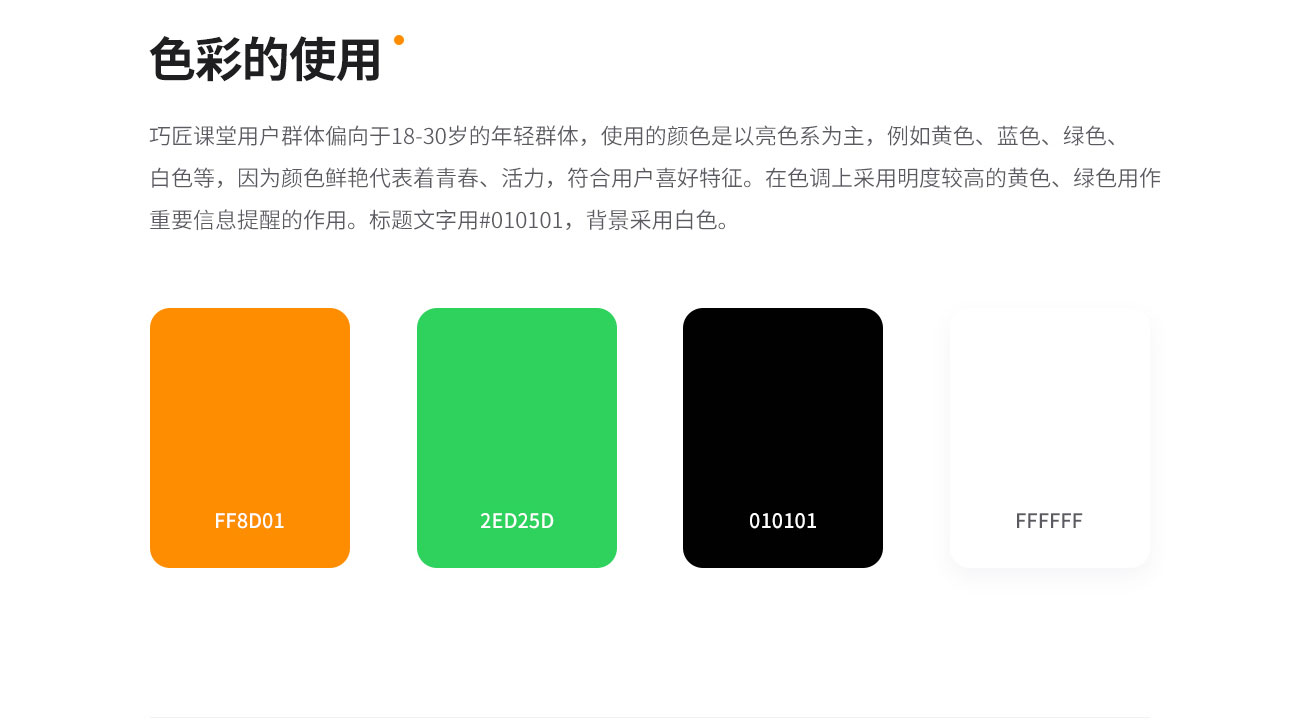 色彩的使用
巧匠课堂用户群体偏向于18-30岁的年轻群体，使用的颜色是以亮色系为主，例如黄色、蓝色、绿色、
白色等，因为颜色鲜艳代表着青春、活力，符合用户喜好特征。在色调上采用明度较高的黄色、绿色用作
重要信息提醒的作用。标题文字用#010101，背景采用白色。
FF8D01
2ED25D
010101
FFFFFF